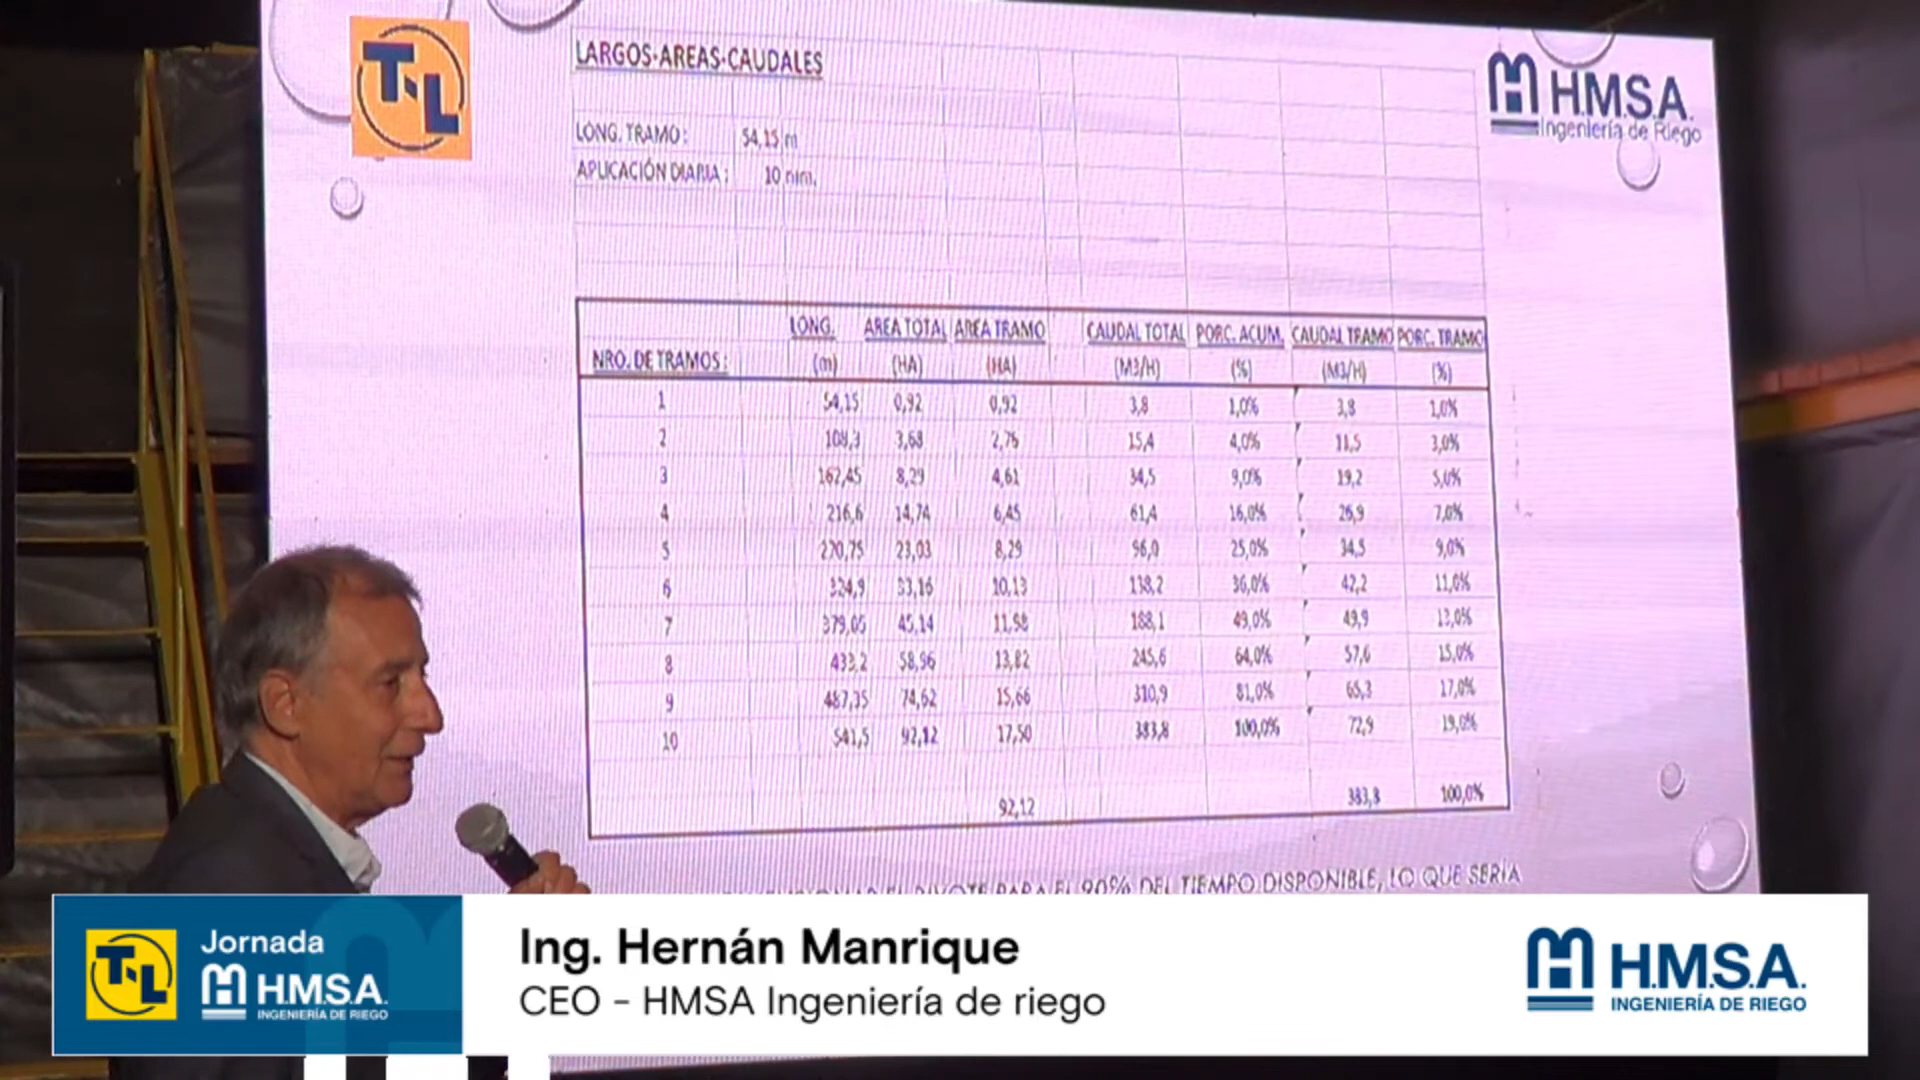 T-L
LARGOS-AREAS-CAUDALES
H.M.S.A.
Ingeniería de Riego
LONG. TRAMO: 54,15 m
APLICACIÓN DIARIA: 10 mm.
NRO. DE TRAMOS: LONG. (m) AREA TOTAL (HA) AREA TRAMO (HA) CAUDAL TOTAL (M3/H) PORC. ACUM. (%) CAUDAL TRAMO (M3/H) PORC. TRAMO (%)
1 54,15 0,92 0,92 3,8 1,0% 3,8 1,0%
2 108,3 3,68 2,76 15,4 4,0% 11,5 3,0%
3 162,45 8,29 4,61 34,5 9,0% 19,2 5,0%
4 216,6 14,74 6,45 61,4 16,0% 26,9 7,0%
5 270,75 23,03 8,29 96,0 25,0% 34,5 9,0%
6 324,9 33,16 10,13 138,2 36,0% 42,2 11,0%
7 379,05 45,14 11,98 188,1 49,0% 49,9 13,0%
8 433,2 58,96 13,82 245,6 64,0% 57,6 15,0%
9 487,35 74,62 15,66 310,9 81,0% 65,3 17,0%
10 541,5 92,12 17,50 383,8 100,0% 72,9 19,0%
92,12 383,8 100,0%
EL PIVOTE PARA EL 90% DEL TIEMPO DISPONIBLE, LO QUE SERÍA
T-L
Jornada
H.M.S.A.
INGENIERÍA DE RIEGO
Ing. Hernán Manrique
CEO - HMSA Ingeniería de riego
H.M.S.A.
INGENIERÍA DE RIEGO